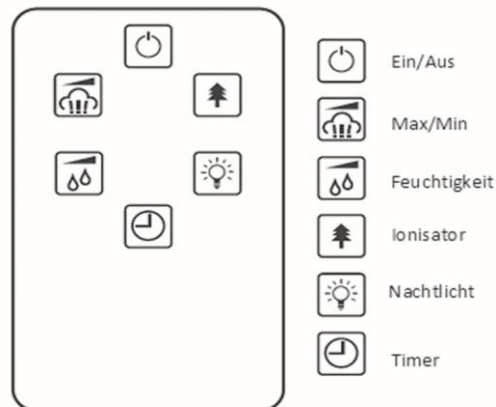 Ein/Aus
Max/Min
Feuchtigkeit
Ionisator
Nachtlicht
Timer